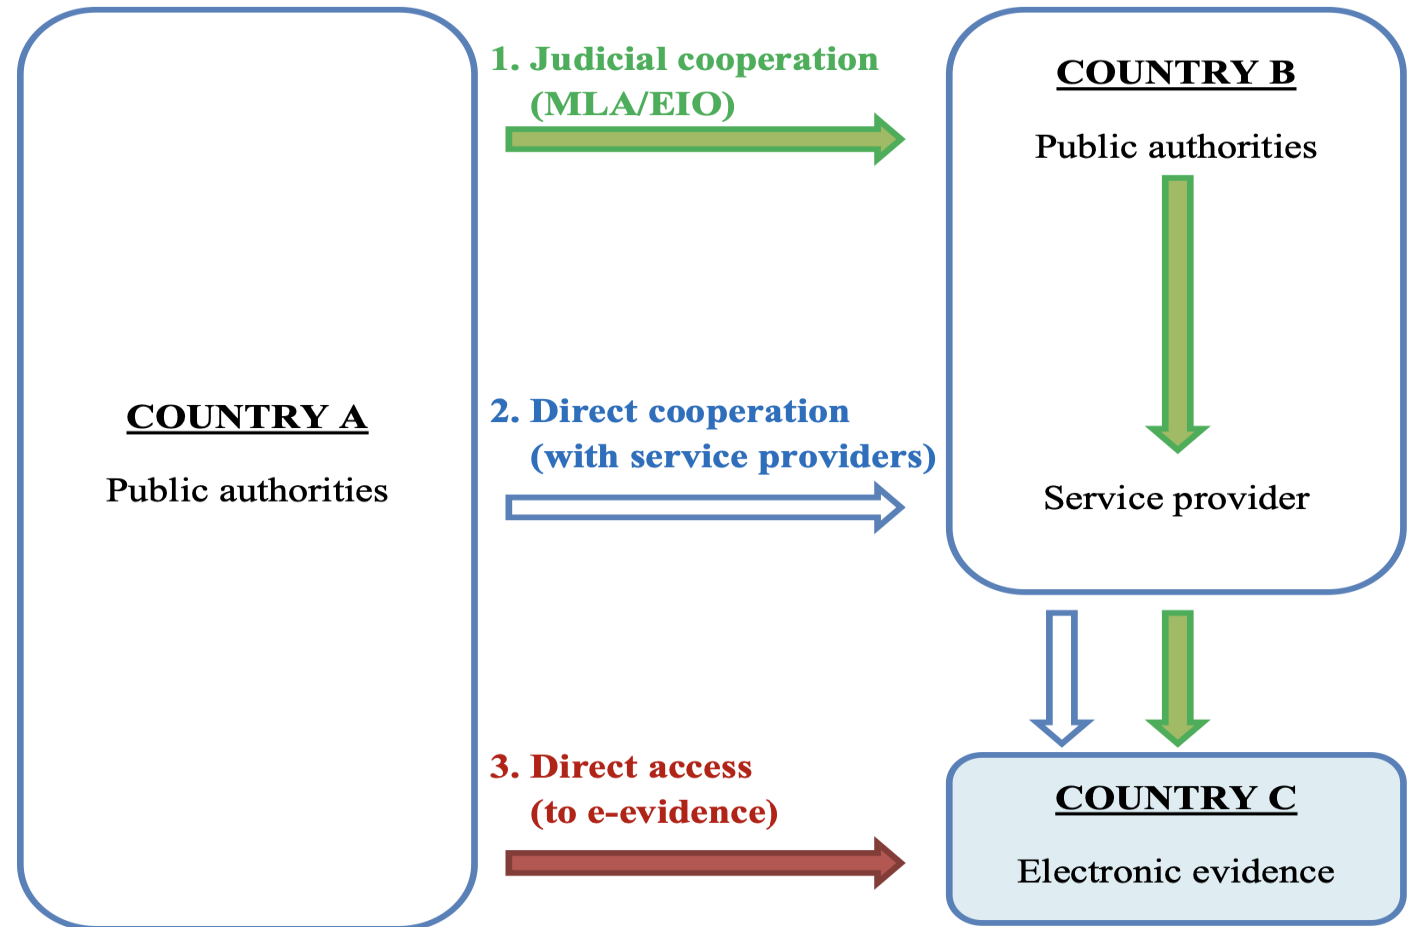 COUNTRY A
Public authorities
1. Judicial cooperation
(MLA/EIO)
2. Direct cooperation
(with service providers)
3. Direct access
(to e-evidence)
COUNTRY B
Public authorities
Service provider
COUNTRY C
Electronic evidence